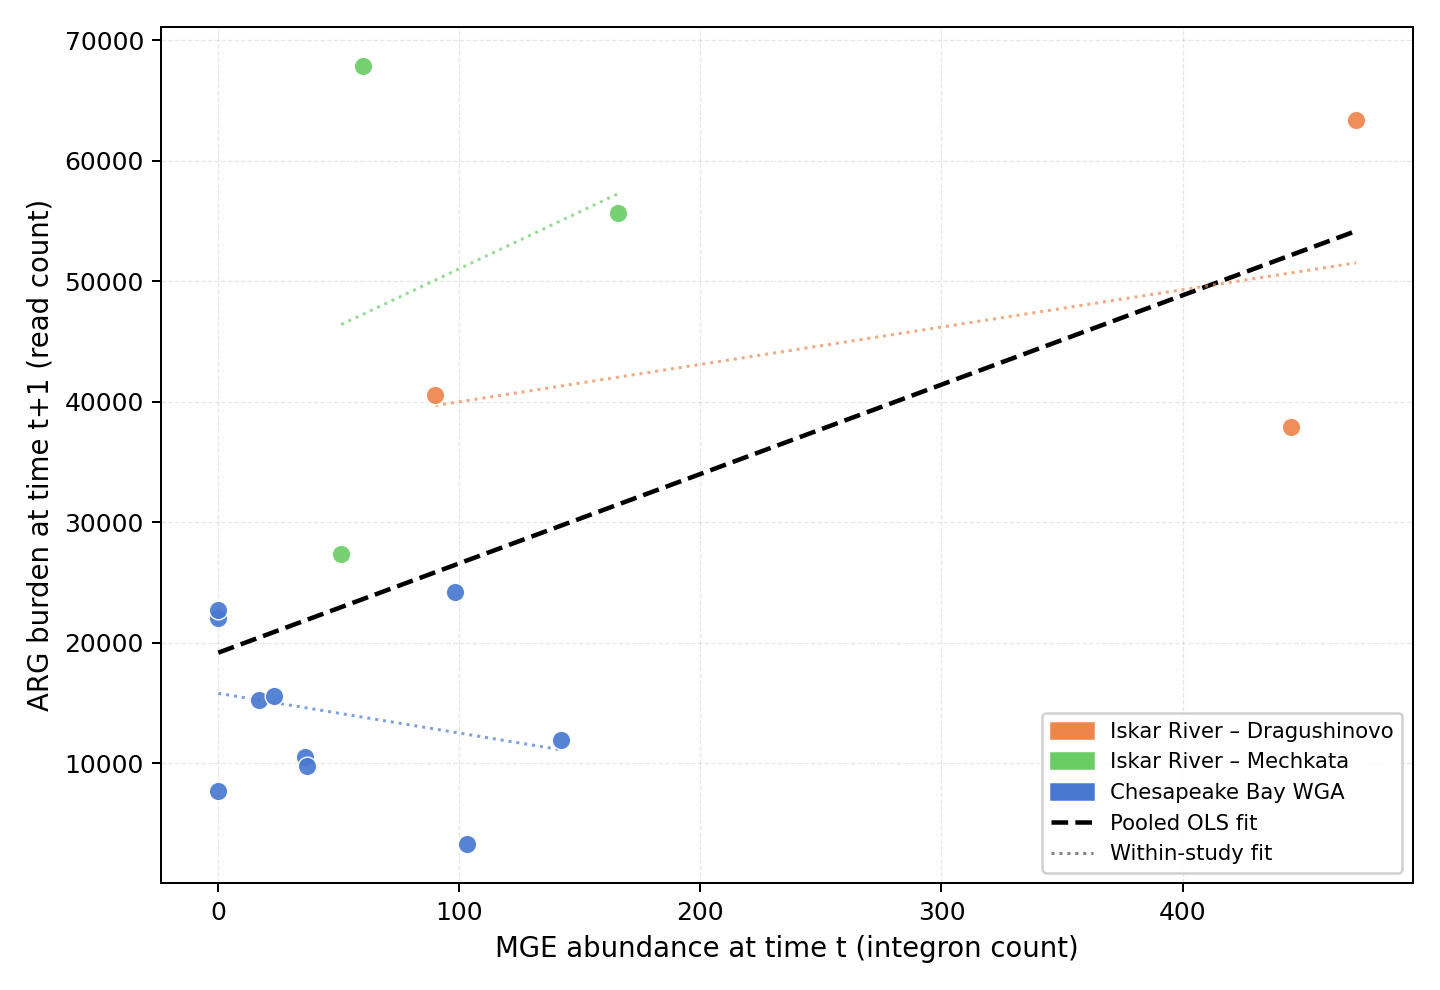 70000
60000
50000
40000
30000
20000
10000
ARG burden at time t+1 (read count)
0
100
200
300
400
MGE abundance at time t (integron count)
Iskar River – Dragushinovo
Iskar River – Mechkata
Chesapeake Bay WGA
Pooled OLS fit
Within-study fit